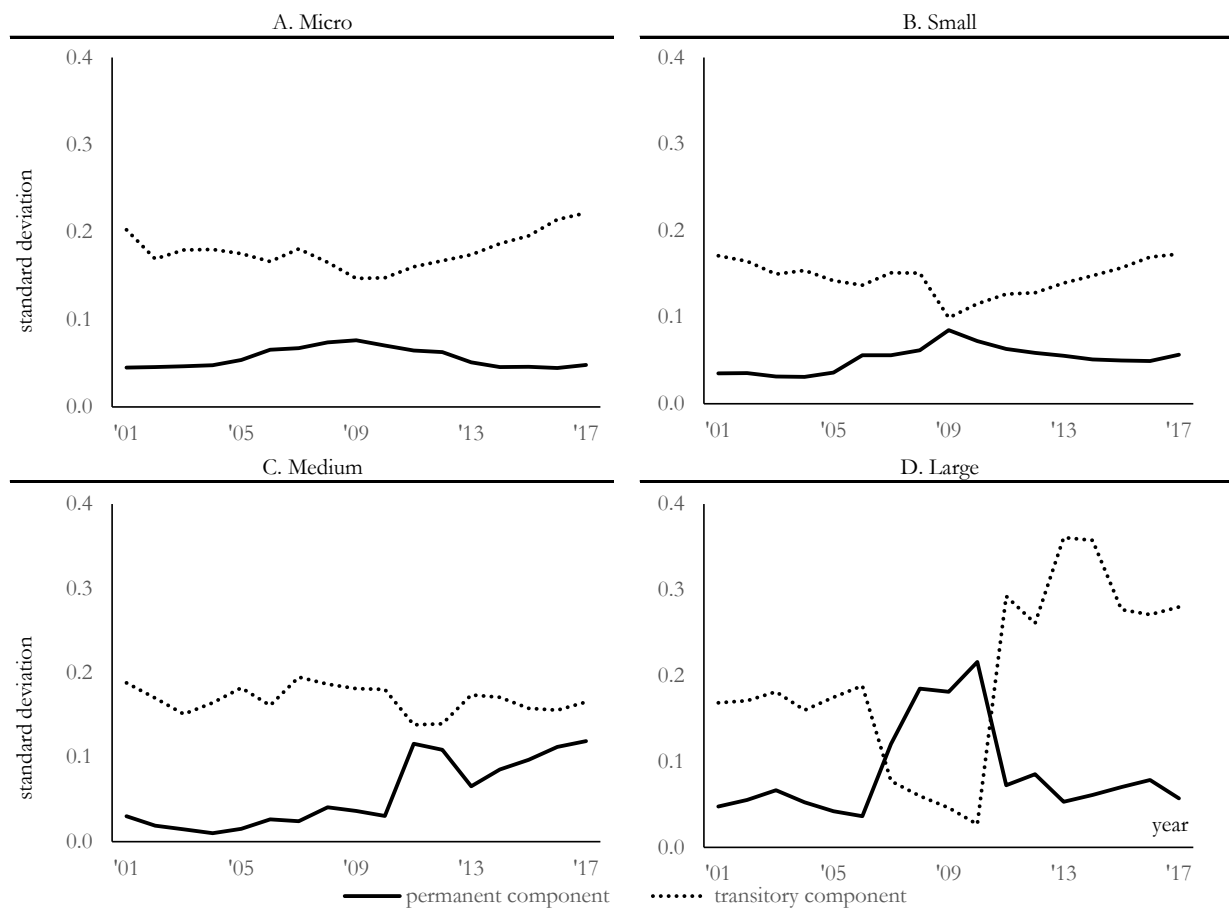 A. Micro
B. Small
0.4
0.3
0.2
0.1
0.0
standard deviation
'01 '05 '09 '13 '17
0.4
0.3
0.2
0.1
0.0
'01 '05 '09 '13 '17
C. Medium
D. Large
0.4
0.3
0.2
0.1
0.0
standard deviation
'01 '05 '09 '13 '17
0.4
0.3
0.2
0.1
0.0
year
'01 '05 '09 '13 '17
permanent component transitory component